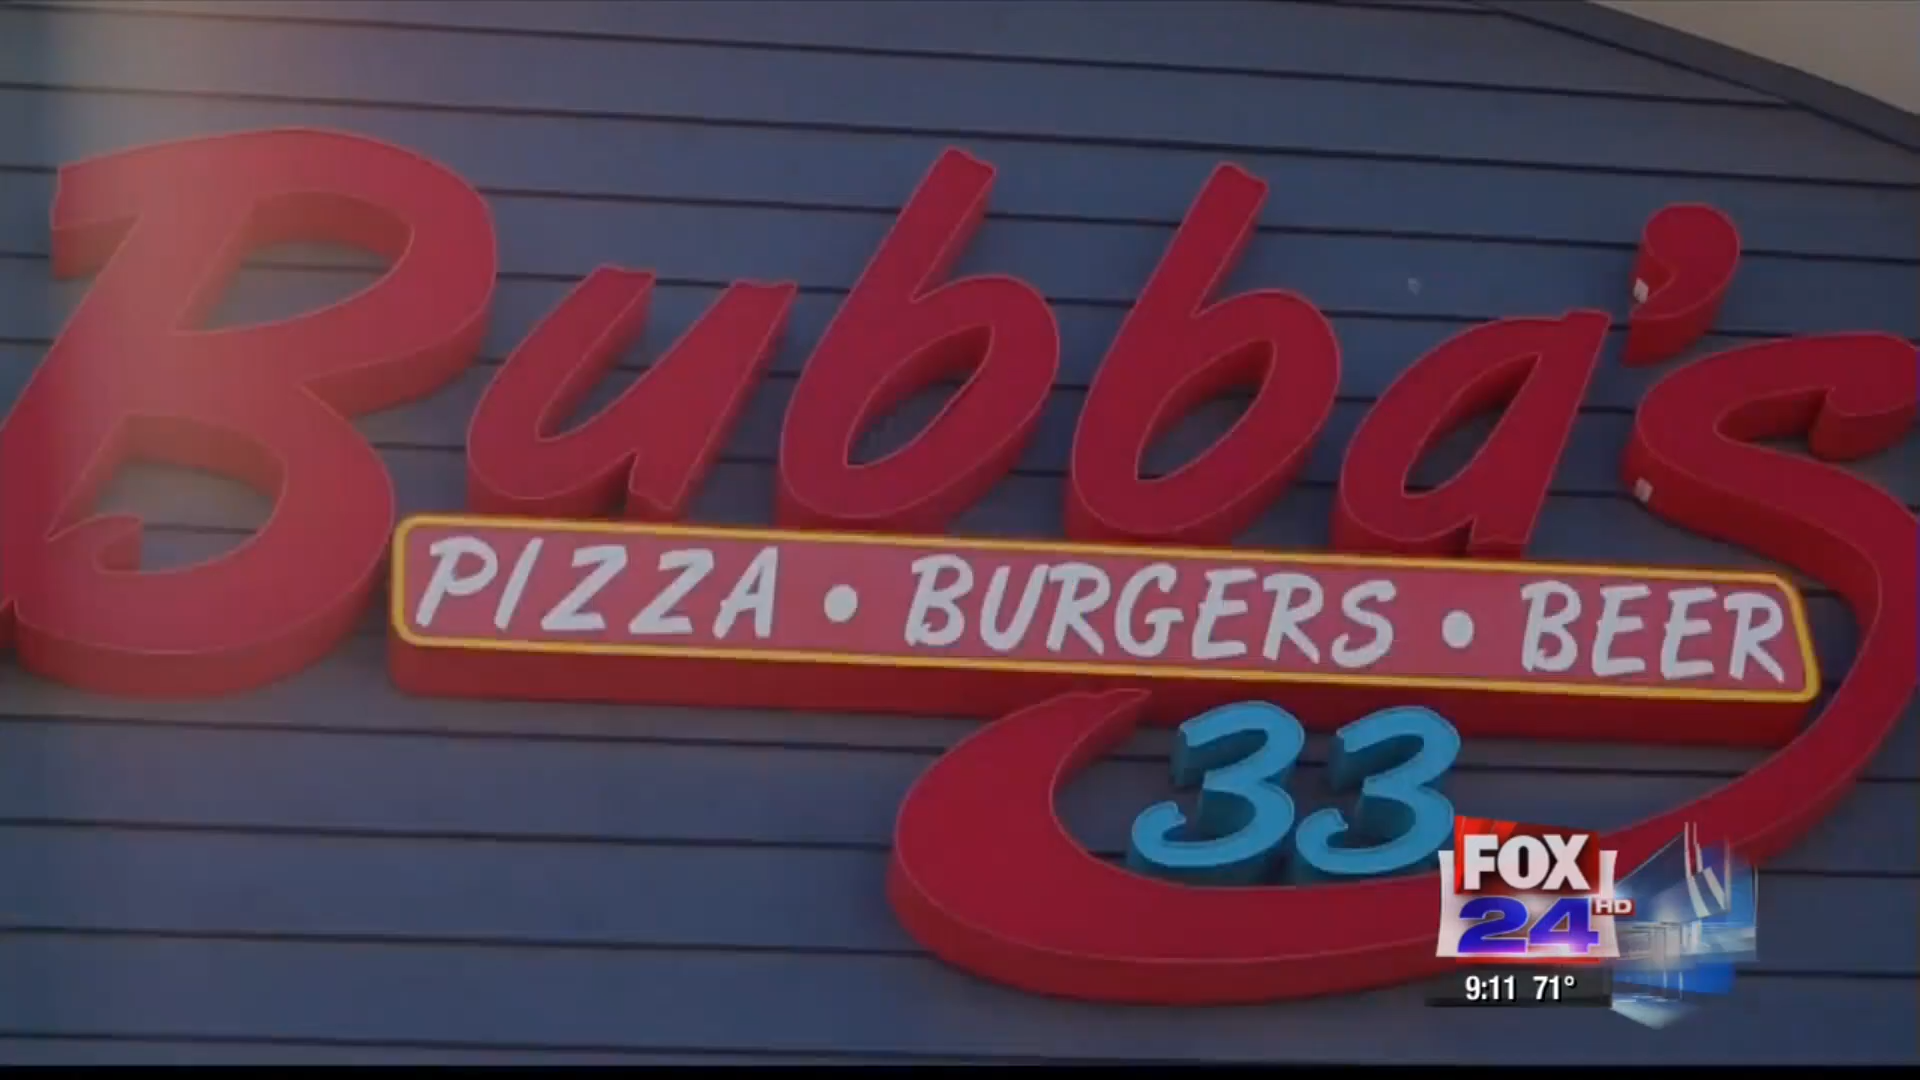 Bubba's
PIZZA • BURGERS • BEER
33
FOX
24 HD
9:11 71°